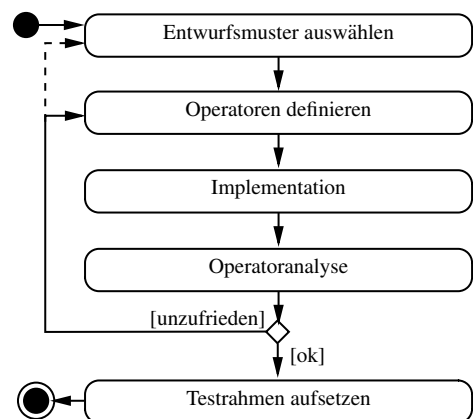 Entwurfsmuster auswählen
Operatoren definieren
Implementation
Operatoranalyse
[unzufrieden]
[ok]
Testrahmen aufsetzen